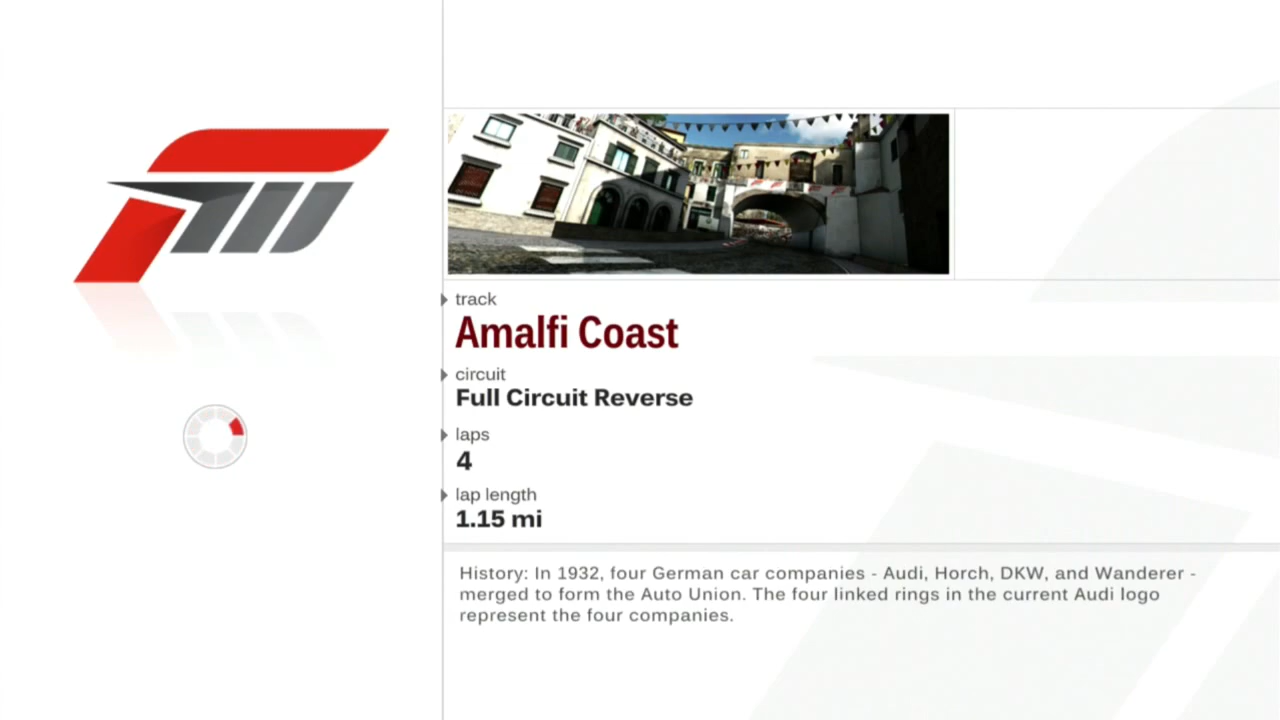 track
Amalfi Coast
circuit
Full Circuit Reverse
laps
4
lap length
1.15 mi
History: In 1932, four German car companies - Audi, Horch, DKW, and Wanderer -
merged to form the Auto Union. The four linked rings in the current Audi logo
represent the four companies.